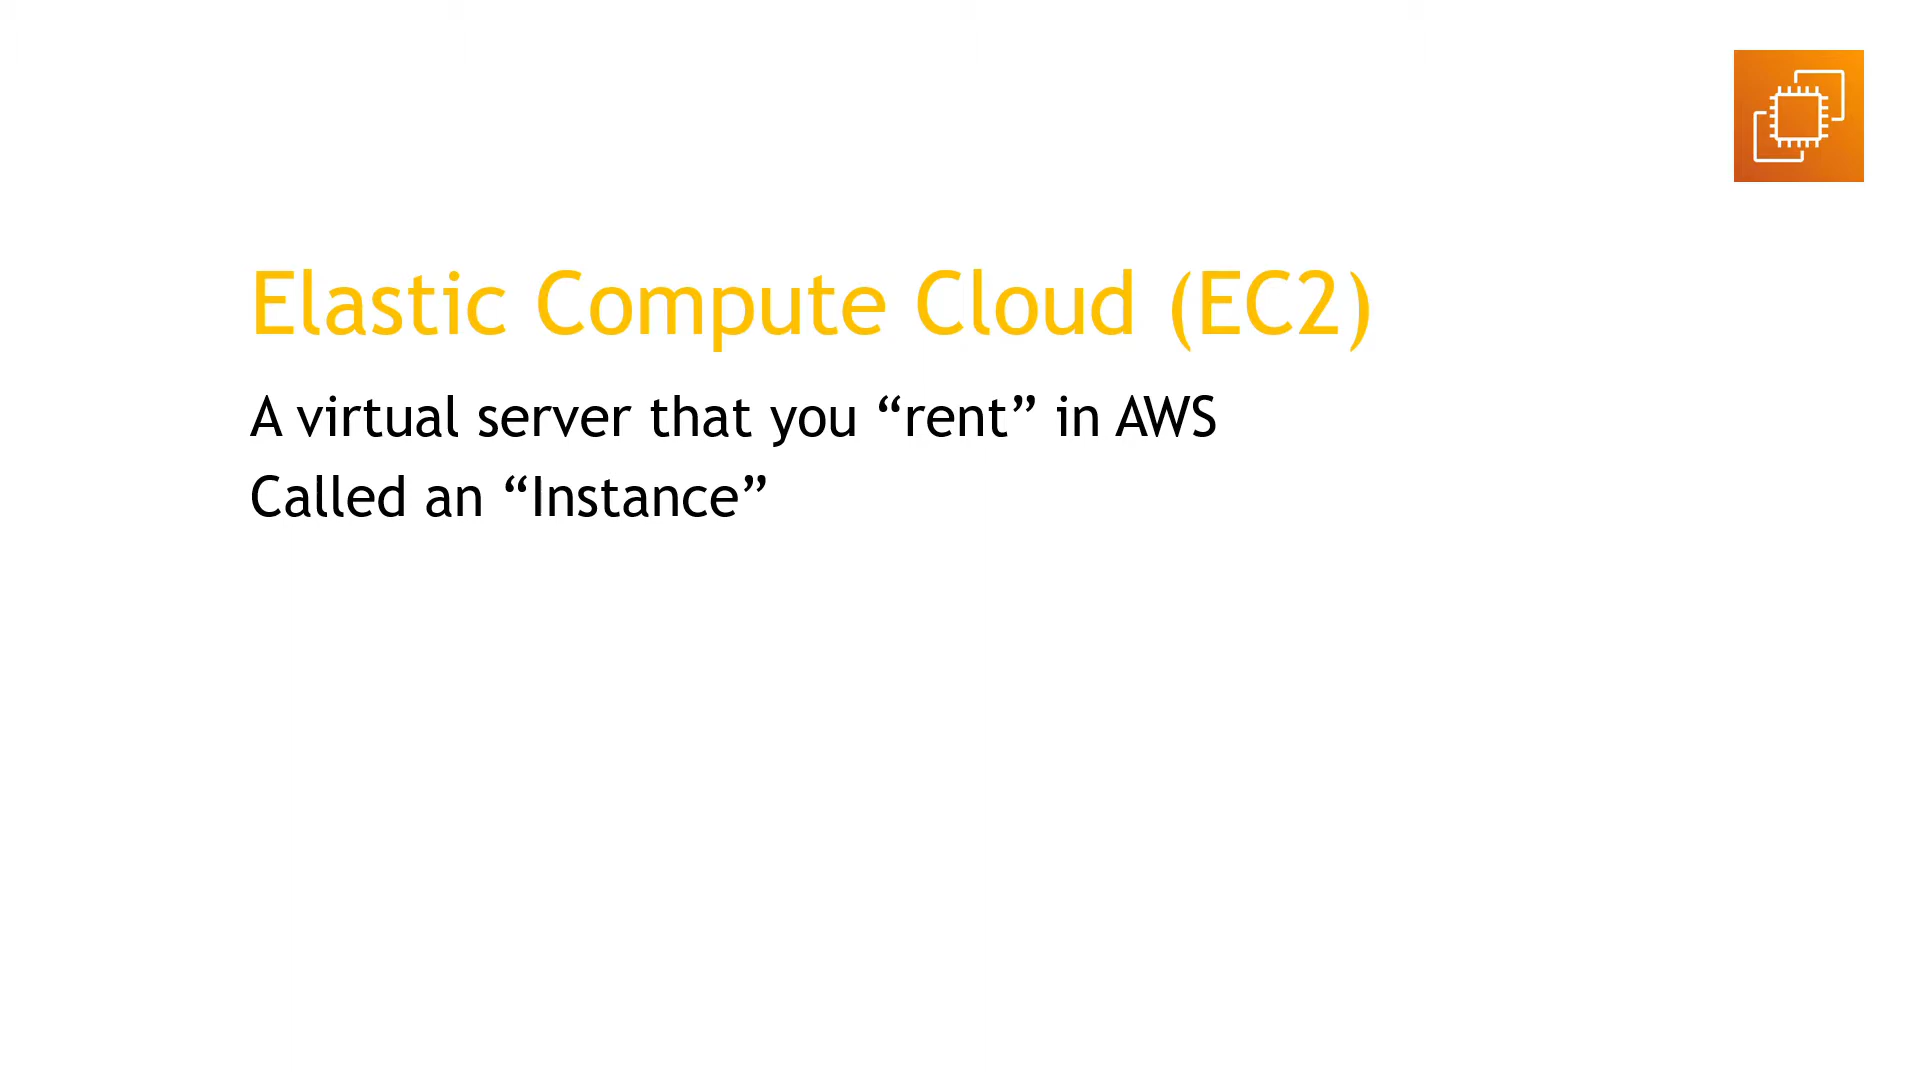 Elastic Compute Cloud (EC2)
A virtual server that you “rent” in AWS
Called an “Instance”